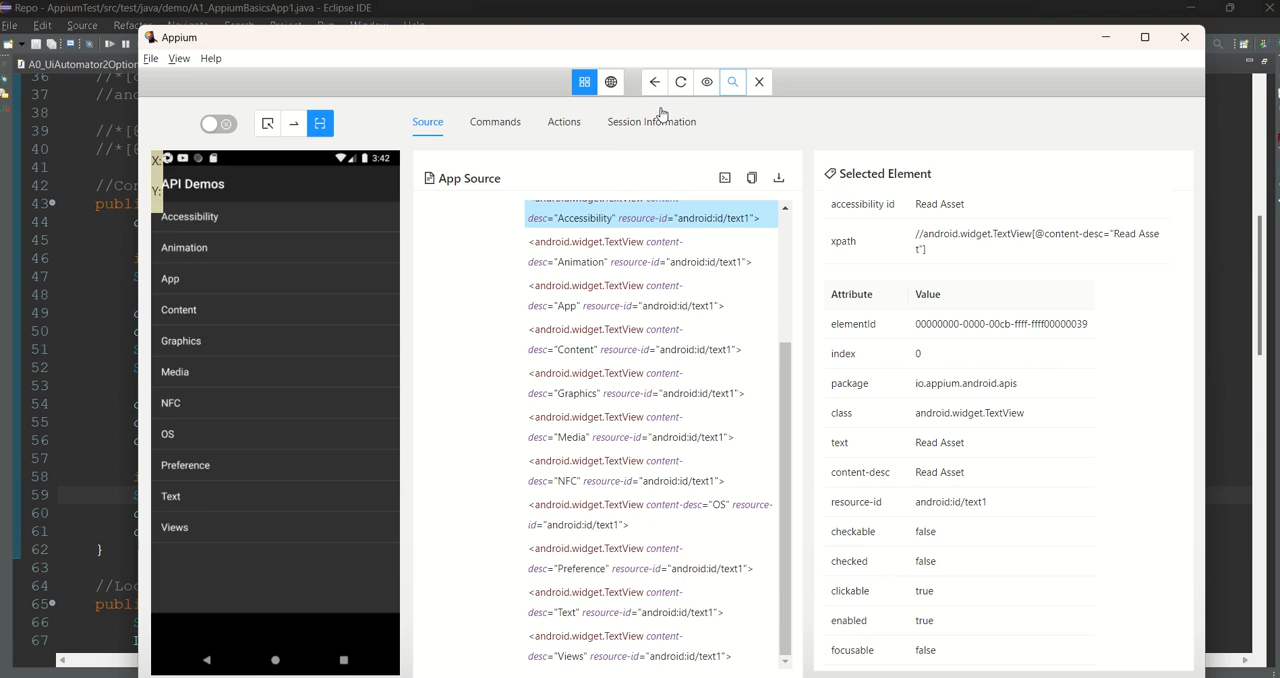 Repo - AppiumTest/src/test/java/demo/A1_AppiumBasicsApp1.java - Eclipse IDE
File Edit Source Refactor Navigate Search Project Run Window Help
Appium
A0_UiAutomator2Option
File View Help
36 //*[
37 //and
38
39 //*[
40 //*[
41
42 //Co
43 publi
44
45
46
47
48
49
50
51
52
53
54
55
56
57
58
59
60
61
62 }
63
64 //Lo
65 publi
66
67
Source Commands Actions Session Information
X:
Y:
3:42
API Demos
Accessibility
Animation
App
Content
Graphics
Media
NFC
OS
Preference
Text
Views
App Source
desc="Accessibility" resource-id="android:id/text1">
<android.widget.TextView content-
desc="Animation" resource-id="android:id/text1">
<android.widget.TextView content-
desc="App" resource-id="android:id/text1">
<android.widget.TextView content-
desc="Content" resource-id="android:id/text1">
<android.widget.TextView content-
desc="Graphics" resource-id="android:id/text1">
<android.widget.TextView content-
desc="Media" resource-id="android:id/text1">
<android.widget.TextView content-
desc="NFC" resource-id="android:id/text1">
<android.widget.TextView content-desc="OS" resource-
id="android:id/text1">
<android.widget.TextView content-
desc="Preference" resource-id="android:id/text1">
<android.widget.TextView content-
desc="Text" resource-id="android:id/text1">
<android.widget.TextView content-
desc="Views" resource-id="android:id/text1">
Selected Element
accessibility id Read Asset
xpath //android.widget.TextView[@content-desc="Read Asse
t"]
Attribute Value
elementId 00000000-0000-00cb-ffff-ffff00000039
index 0
package io.appium.android.apis
class android.widget.TextView
text Read Asset
content-desc Read Asset
resource-id android:id/text1
checkable false
checked false
clickable true
enabled true
focusable false